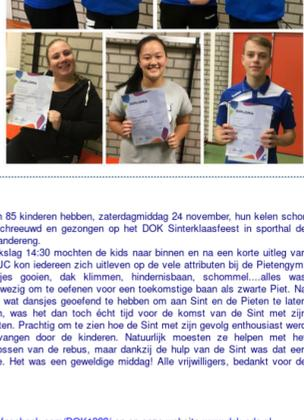 DIPLOMA
DIPLOMA
DIPLOMA
n 85 kinderen hebben, zaterdagmiddag 24 november, hun kelen schor
chreeuwd en gezongen op het DOK Sinterklaasfeest in sporthal de
andereng.
kslag 14:30 mochten de kids naar binnen en na een korte uitleg van
JC kon iedereen zich uitleven op de vele attributen bij de Pietengym.
jes gooien, dak klimmen, hindernisbaan, schommel....alles was
wezig om te oefenen voor een toekomstige baan als zwarte Piet. Na
wat dansjes geoefend te hebben om aan Sint en de Pieten te laten
n, was het dan toch écht tijd voor de komst van de Sint met zijn
ten. Prachtig om te zien hoe de Sint met zijn gevolg enthousiast werd
vangen door de kinderen. Natuurlijk moesten ze helpen met het
ossen van de rebus, maar dankzij de hulp van de Sint was dat een
e. Het was een geweldige middag! Alle vrijwilligers, bedankt voor de